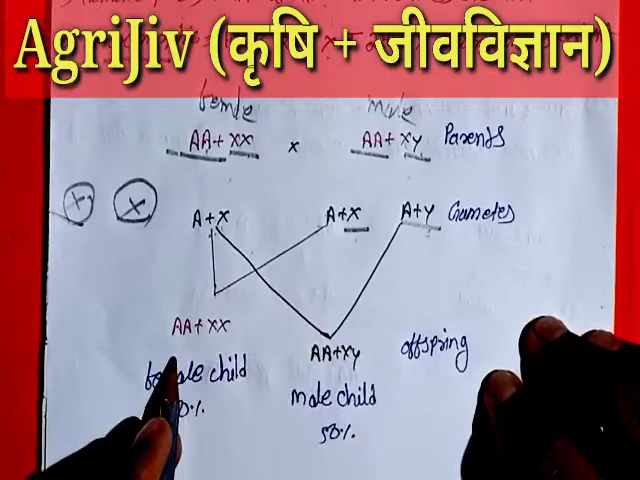 AgriJiv (कृषि + जीवविज्ञान)
female male
AA+XX x AA+XY Parents
X X A+X A+X A+Y Gametes
AA+XX AA+XY offspring
female child male child
50% 50%